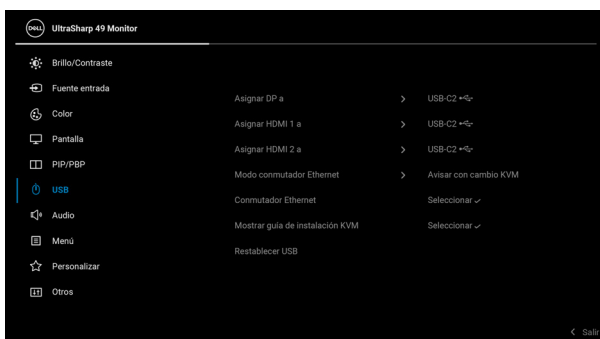 DELL UltraSharp 49 Monitor
Brillo/Contraste
Fuente entrada
Color
Pantalla
PIP/PBP
USB
Audio
Menú
Personalizar
Otros
Asignar DP a > USB-C2
Asignar HDMI 1 a > USB-C2
Asignar HDMI 2 a > USB-C2
Modo conmutador Ethernet > Avisar con cambio KVM
Conmutador Ethernet Seleccionar ✓
Mostrar guía de instalación KVM Seleccionar ✓
Restablecer USB
< Salir